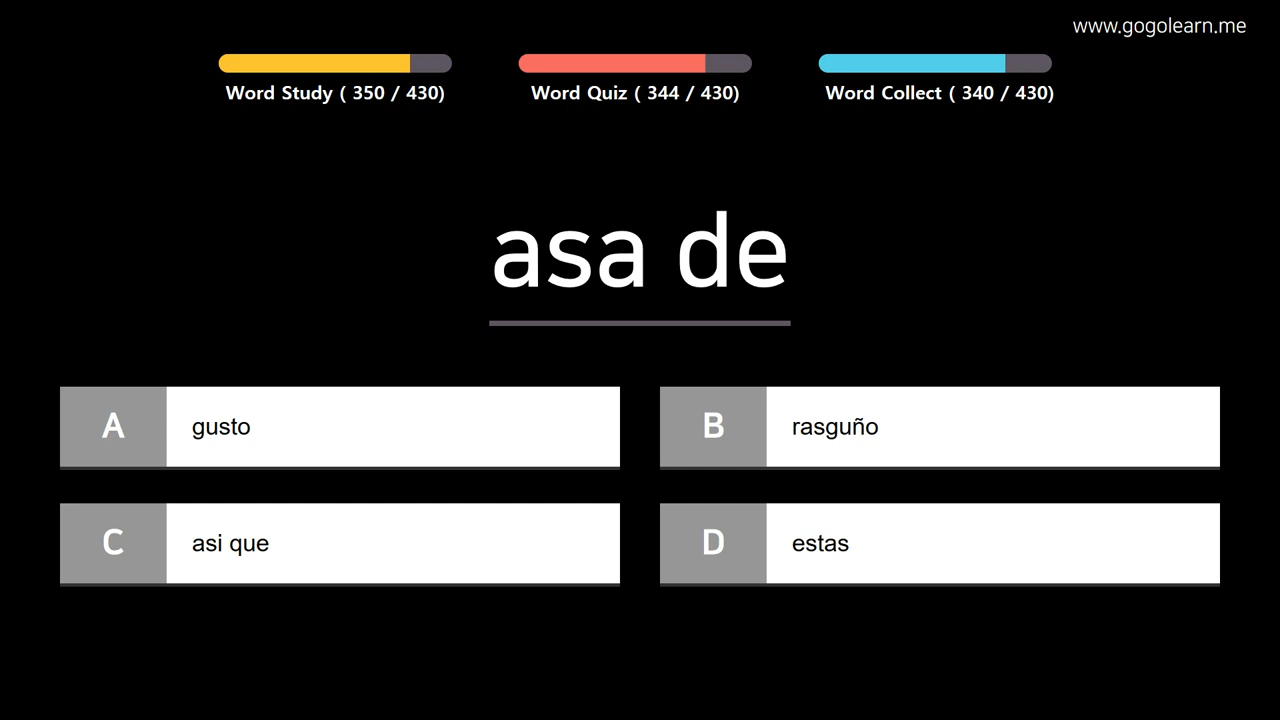 www.gogolearn.me
Word Study ( 350 / 430)
Word Quiz ( 344 / 430)
Word Collect ( 340 / 430)
asa de
A gusto
B rasguño
C asi que
D estas